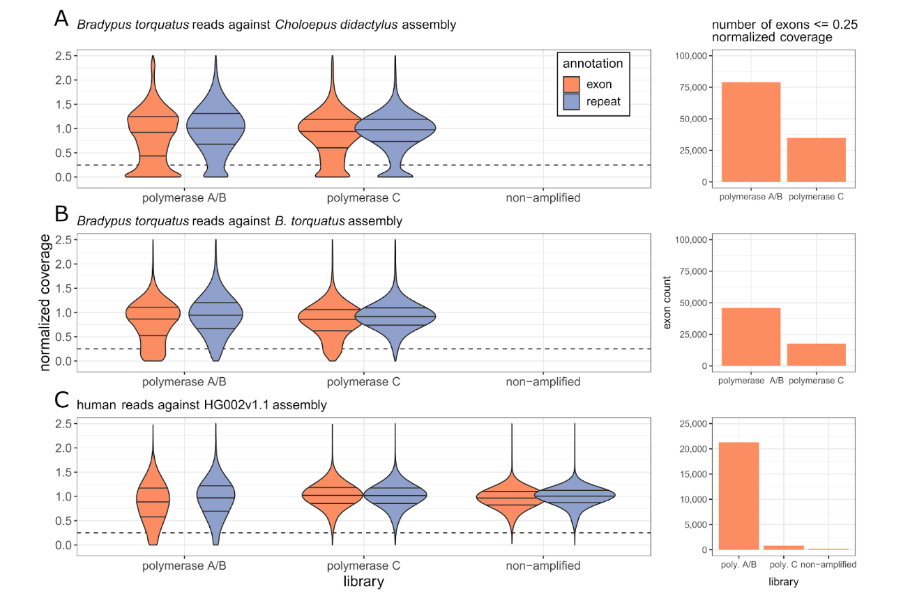 A Bradypus torquatus reads against Choloepus didactylus assembly
number of exons <= 0.25
normalized coverage
2.5
2.0
1.5
1.0
0.5
0.0
annotation
exon
repeat
polymerase A/B
polymerase C
non-amplified
100,000
75,000
50,000
25,000
0
polymerase A/B
polymerase C
B Bradypus torquatus reads against B. torquatus assembly
normalized coverage
2.5
2.0
1.5
1.0
0.5
0.0
polymerase A/B
polymerase C
non-amplified
exon count
100,000
75,000
50,000
25,000
0
polymerase A/B
polymerase C
C human reads against HG002v1.1 assembly
2.5
2.0
1.5
1.0
0.5
0.0
polymerase A/B
polymerase C
non-amplified
library
25,000
20,000
15,000
10,000
5,000
0
poly. A/B
poly. C
non-amplified
library